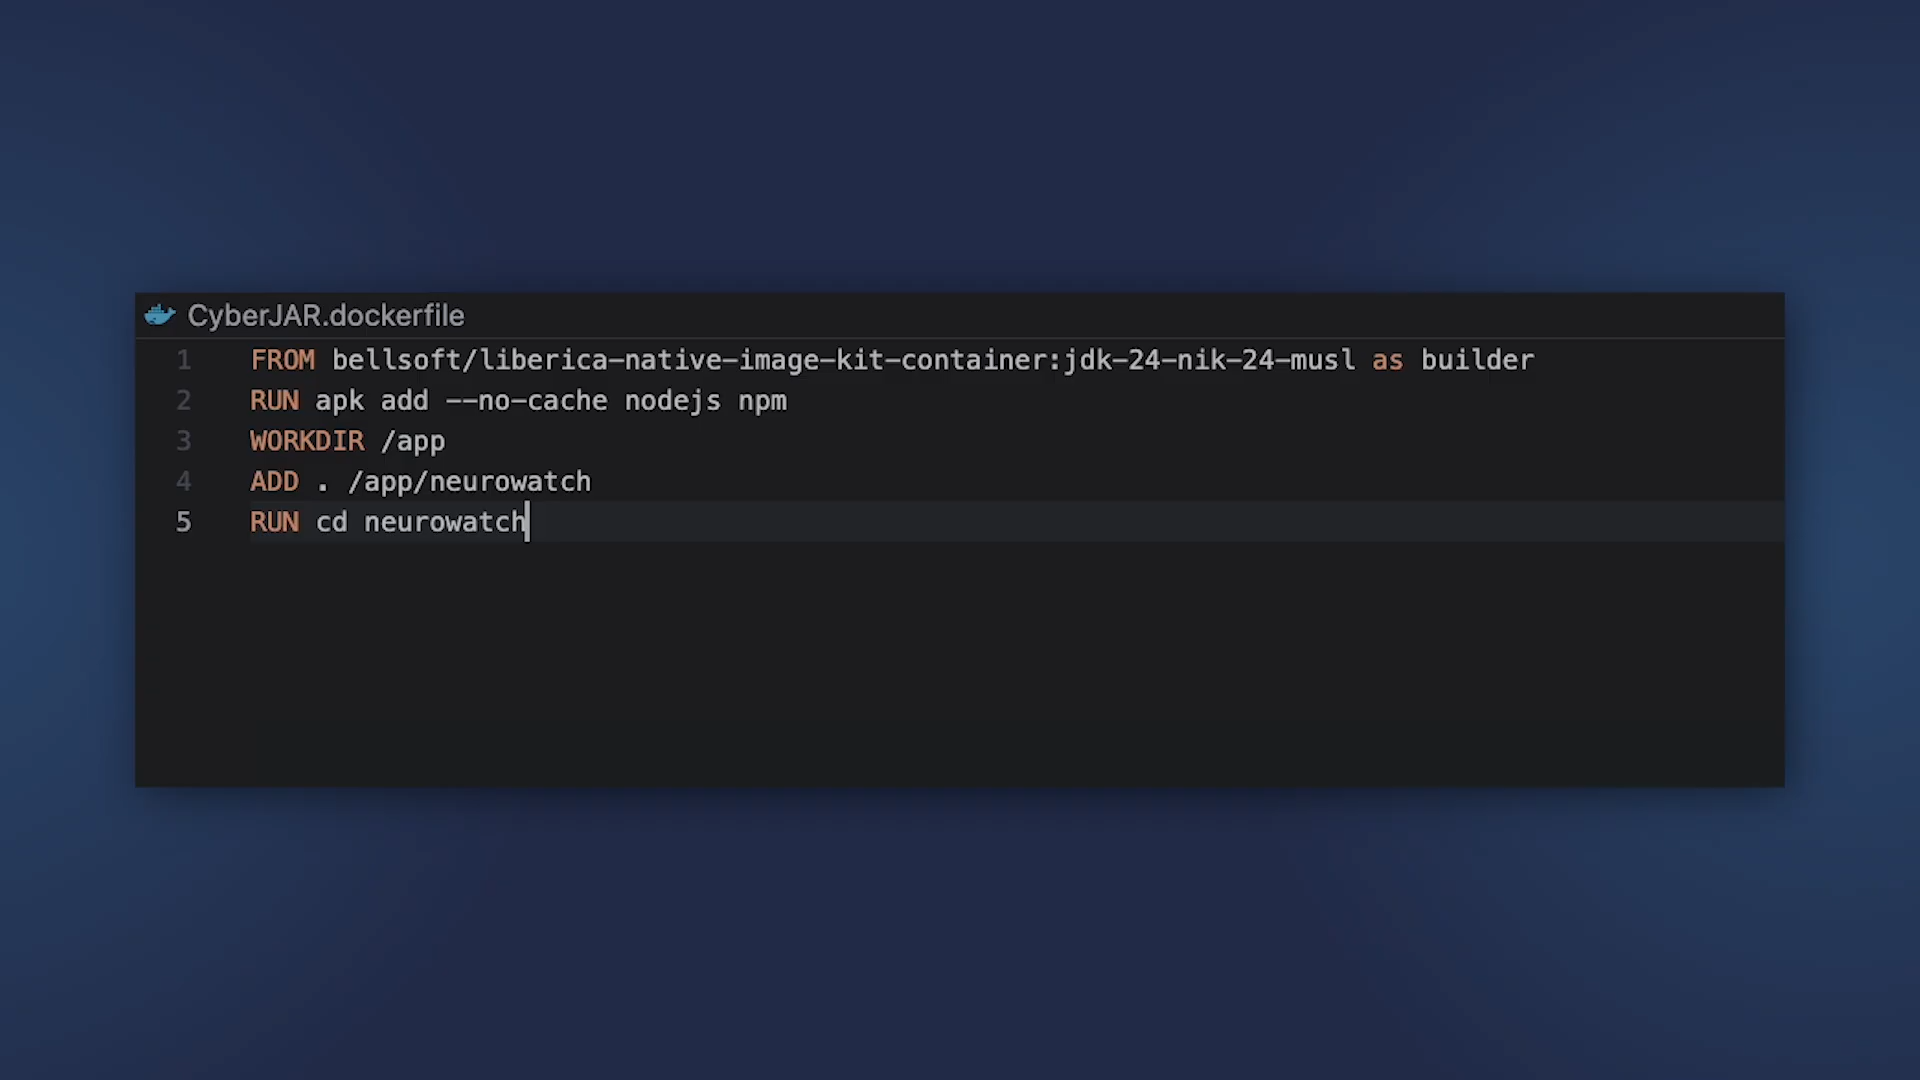 CyberJAR.dockerfile
1 FROM bellsoft/liberica-native-image-kit-container:jdk-24-nik-24-musl as builder
2 RUN apk add --no-cache nodejs npm
3 WORKDIR /app
4 ADD . /app/neurowatch
5 RUN cd neurowatch